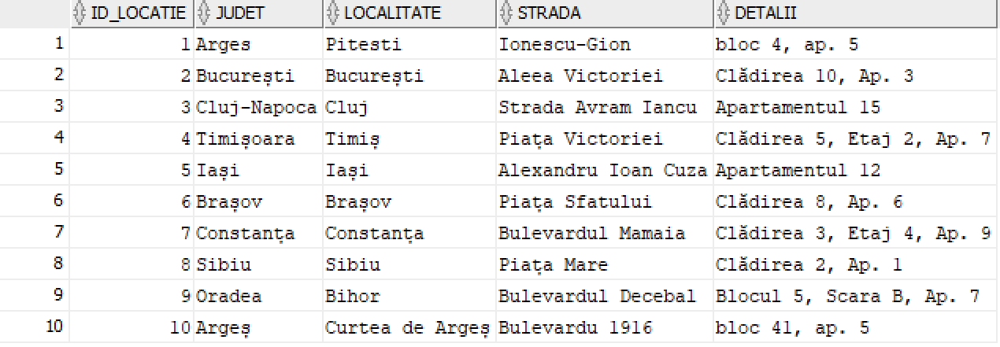 ID_LOCATIE JUDET LOCALITATE STRADA DETALII
1 1 Arges Pitesti Ionescu-Gion bloc 4, ap. 5
2 2 București București Aleea Victoriei Clădirea 10, Ap. 3
3 3 Cluj-Napoca Cluj Strada Avram Iancu Apartamentul 15
4 4 Timișoara Timiș Piața Victoriei Clădirea 5, Etaj 2, Ap. 7
5 5 Iași Iași Alexandru Ioan Cuza Apartamentul 12
6 6 Brașov Brașov Piața Sfatului Clădirea 8, Ap. 6
7 7 Constanța Constanța Bulevardul Mamaia Clădirea 3, Etaj 4, Ap. 9
8 8 Sibiu Sibiu Piața Mare Clădirea 2, Ap. 1
9 9 Oradea Bihor Bulevardul Decebal Blocul 5, Scara B, Ap. 7
10 10 Argeș Curtea de Argeș Bulevardu 1916 bloc 41, ap. 5